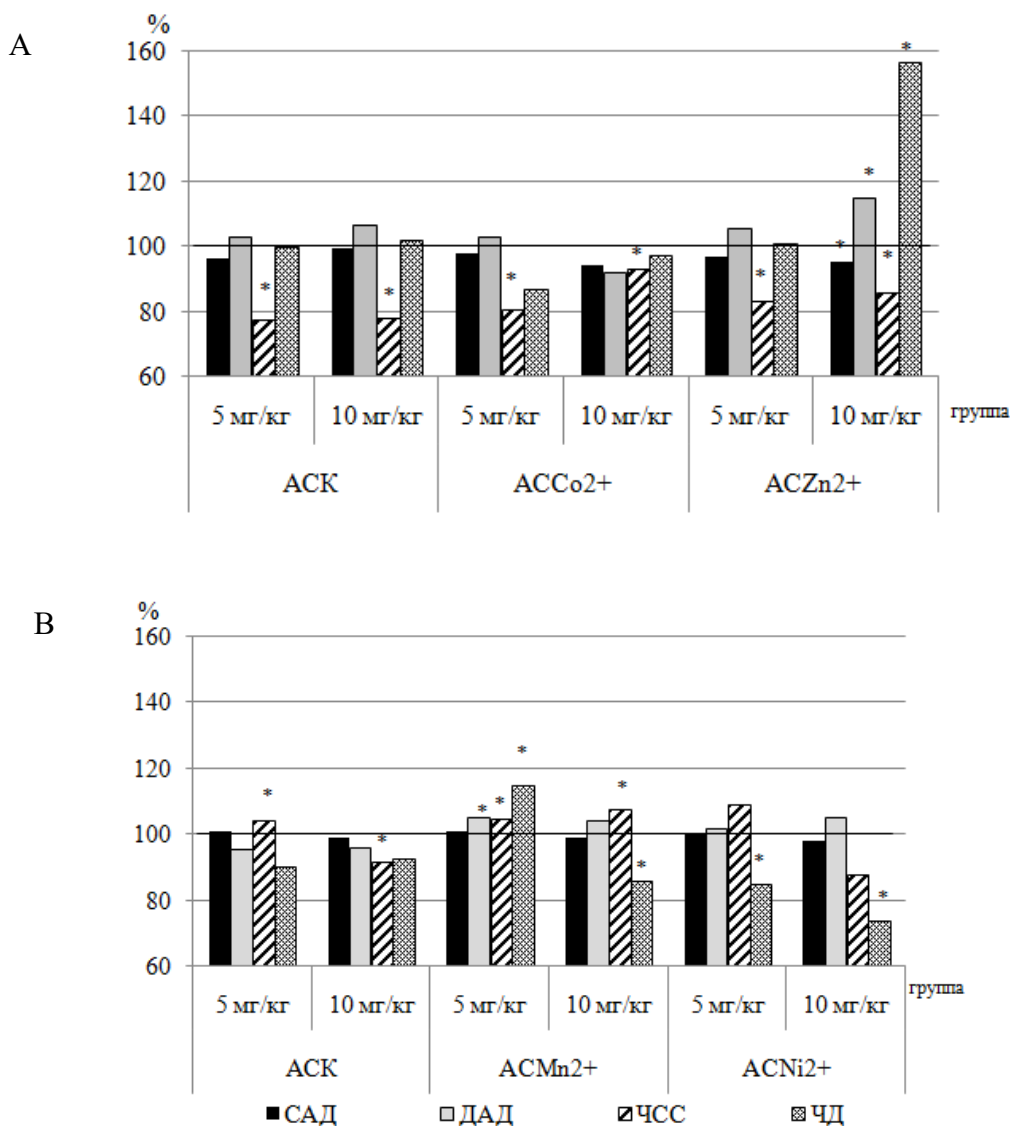 А
%
160
140
120
100
80
60
* * * * * * * * *
5 мг/кг 10 мг/кг 5 мг/кг 10 мг/кг 5 мг/кг 10 мг/кг группа
АСК АССо2+ АСZn2+
В
%
160
140
120
100
80
60
* * * * * * * * *
5 мг/кг 10 мг/кг 5 мг/кг 10 мг/кг 5 мг/кг 10 мг/кг группа
АСК АСMn2+ АСNi2+
САД ДАД ЧСС ЧД